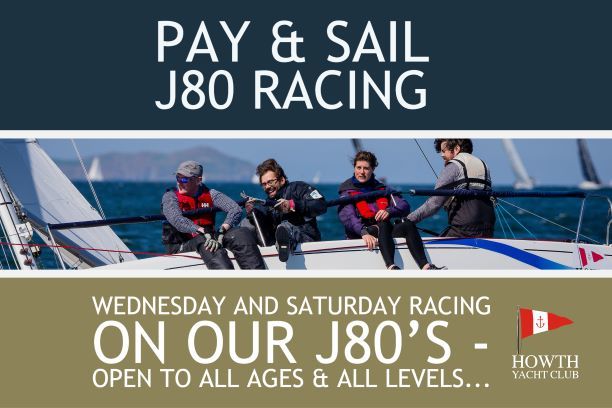 PAY & SAIL
J80 RACING
WEDNESDAY AND SATURDAY RACING
ON OUR J80'S -
OPEN TO ALL AGES & ALL LEVELS...
HOWTH
YACHT CLUB